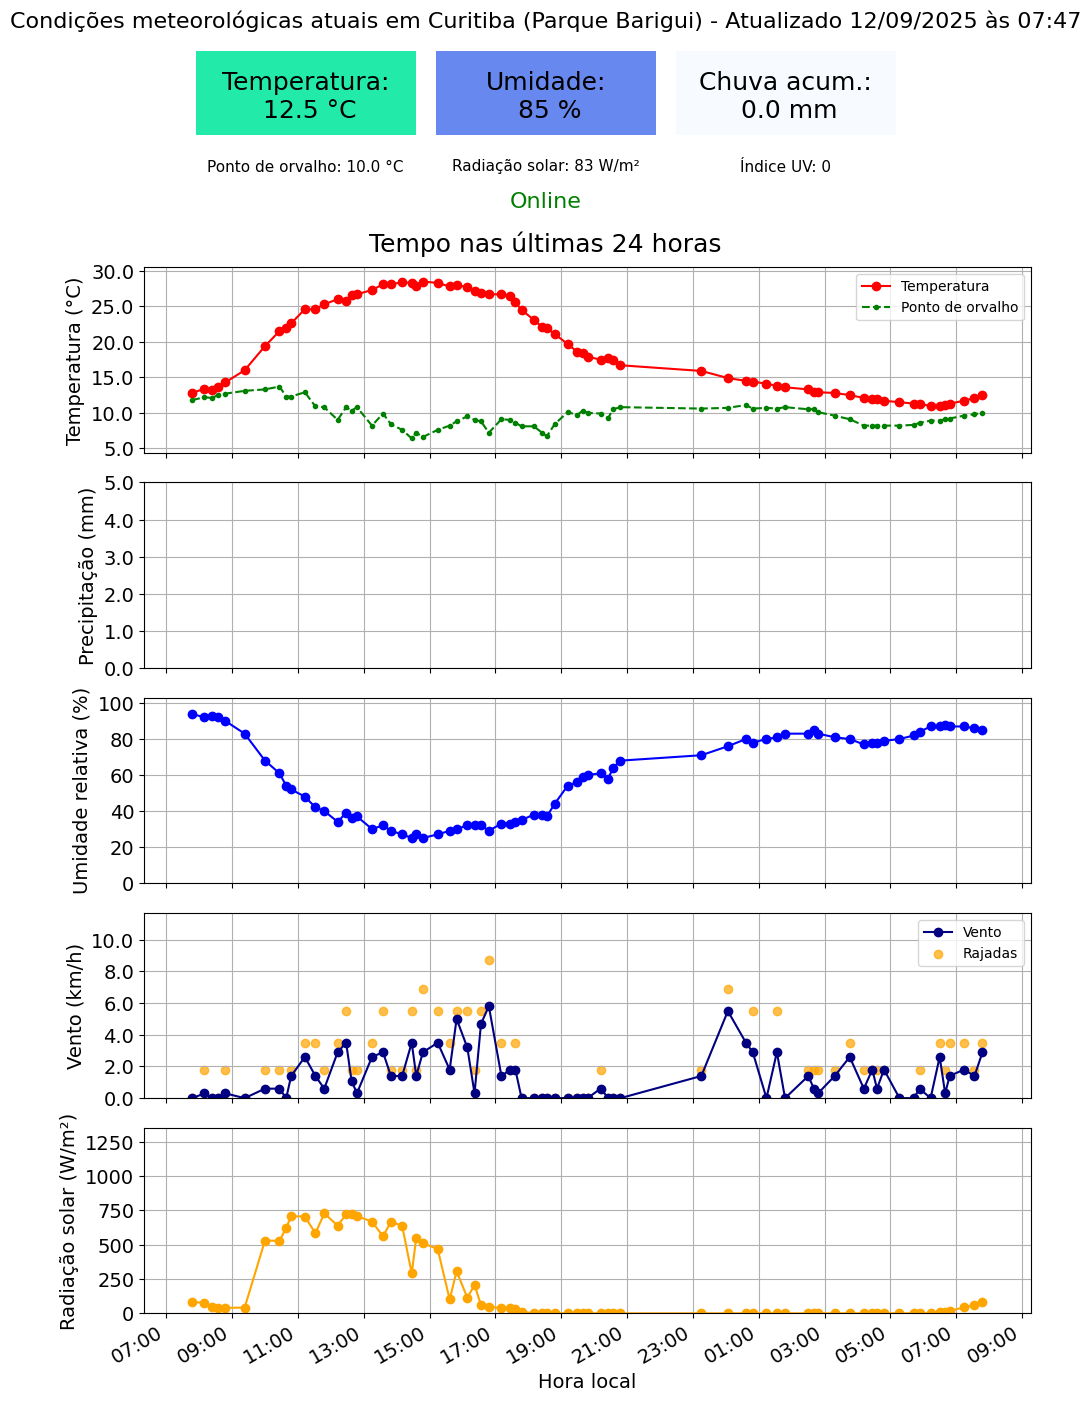 Condições meteorológicas atuais em Curitiba (Parque Barigui) - Atualizado 12/09/2025 às 07:47
Temperatura:
12.5 °C
Umidade:
85 %
Chuva acum.:
0.0 mm
Ponto de orvalho: 10.0 °C
Radiação solar: 83 W/m²
Índice UV: 0
Online
Tempo nas últimas 24 horas
Temperatura (°C)
30.0
25.0
20.0
15.0
10.0
5.0
Temperatura
Ponto de orvalho
Precipitação (mm)
5.0
4.0
3.0
2.0
1.0
0.0
Umidade relativa (%)
100
80
60
40
20
0
Vento (km/h)
10.0
8.0
6.0
4.0
2.0
0.0
Vento
Rajadas
Radiação solar (W/m²)
1250
1000
750
500
250
0
07:00
09:00
11:00
13:00
15:00
17:00
19:00
21:00
23:00
01:00
03:00
05:00
07:00
09:00
Hora local